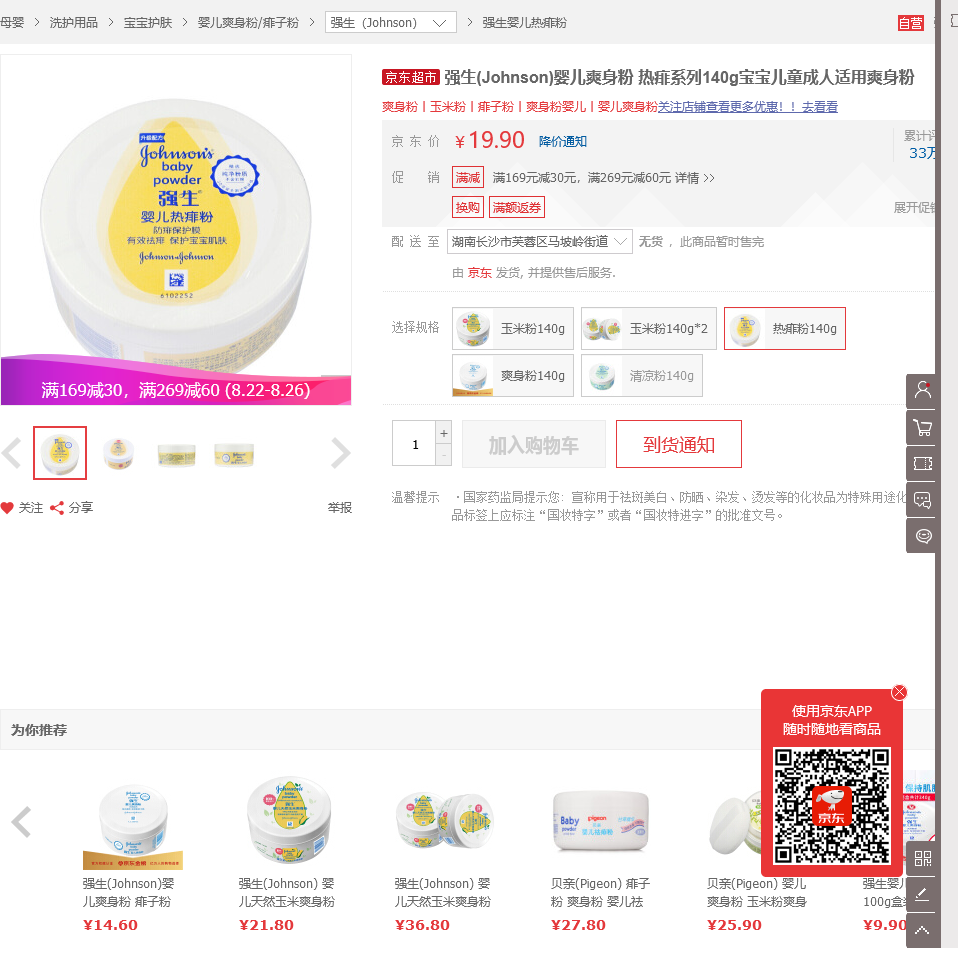 母婴 > 洗护用品 > 宝宝护肤 > 婴儿爽身粉/痱子粉 > 强生（Johnson） > 强生婴儿热痱粉
自营
京东超市 强生(Johnson)婴儿爽身粉 热痱系列140g宝宝儿童成人适用爽身粉
爽身粉丨玉米粉丨痱子粉丨爽身粉婴儿丨婴儿爽身粉关注店铺查看更多优惠！！去看看
京东价 ￥19.90 降价通知
累计评
33万
促销 满减 满169元减30元，满269元减60元 详情 >>
换购 满额返券
展开促销
配送至 湖南长沙市芙蓉区马坡岭街道 无货 ，此商品暂时售完
由 京东 发货, 并提供售后服务.
选择规格 玉米粉140g 玉米粉140g*2 热痱粉140g
爽身粉140g 清凉粉140g
1 + -
加入购物车 到货通知
温馨提示 ·国家药监局提示您：宣称用于祛斑美白、防晒、染发、烫发等的化妆品为特殊用途化
品标签上应标注“国妆特字”或者“国妆特进字”的批准文号。
升级配方
Johnson's
baby
powder
强生
婴儿热痱粉
防痱保护膜
有效祛痱 保护宝宝肌肤
Johnson&Johnson
6102252
满169减30，满269减60 (8.22-8.26)
关注 分享 举报
为你推荐
使用京东APP
随时随地看商品
京东
强生(Johnson)婴
儿爽身粉 痱子粉
¥14.60
强生(Johnson) 婴
儿天然玉米爽身粉
¥21.80
强生(Johnson) 婴
儿天然玉米爽身粉
¥36.80
Baby
powder
pigeon
贝亲(Pigeon) 痱子
粉 爽身粉 婴儿祛
¥27.80
贝亲(Pigeon) 婴儿
爽身粉 玉米粉爽身
¥25.90
强生婴儿
100g盒装
¥9.90